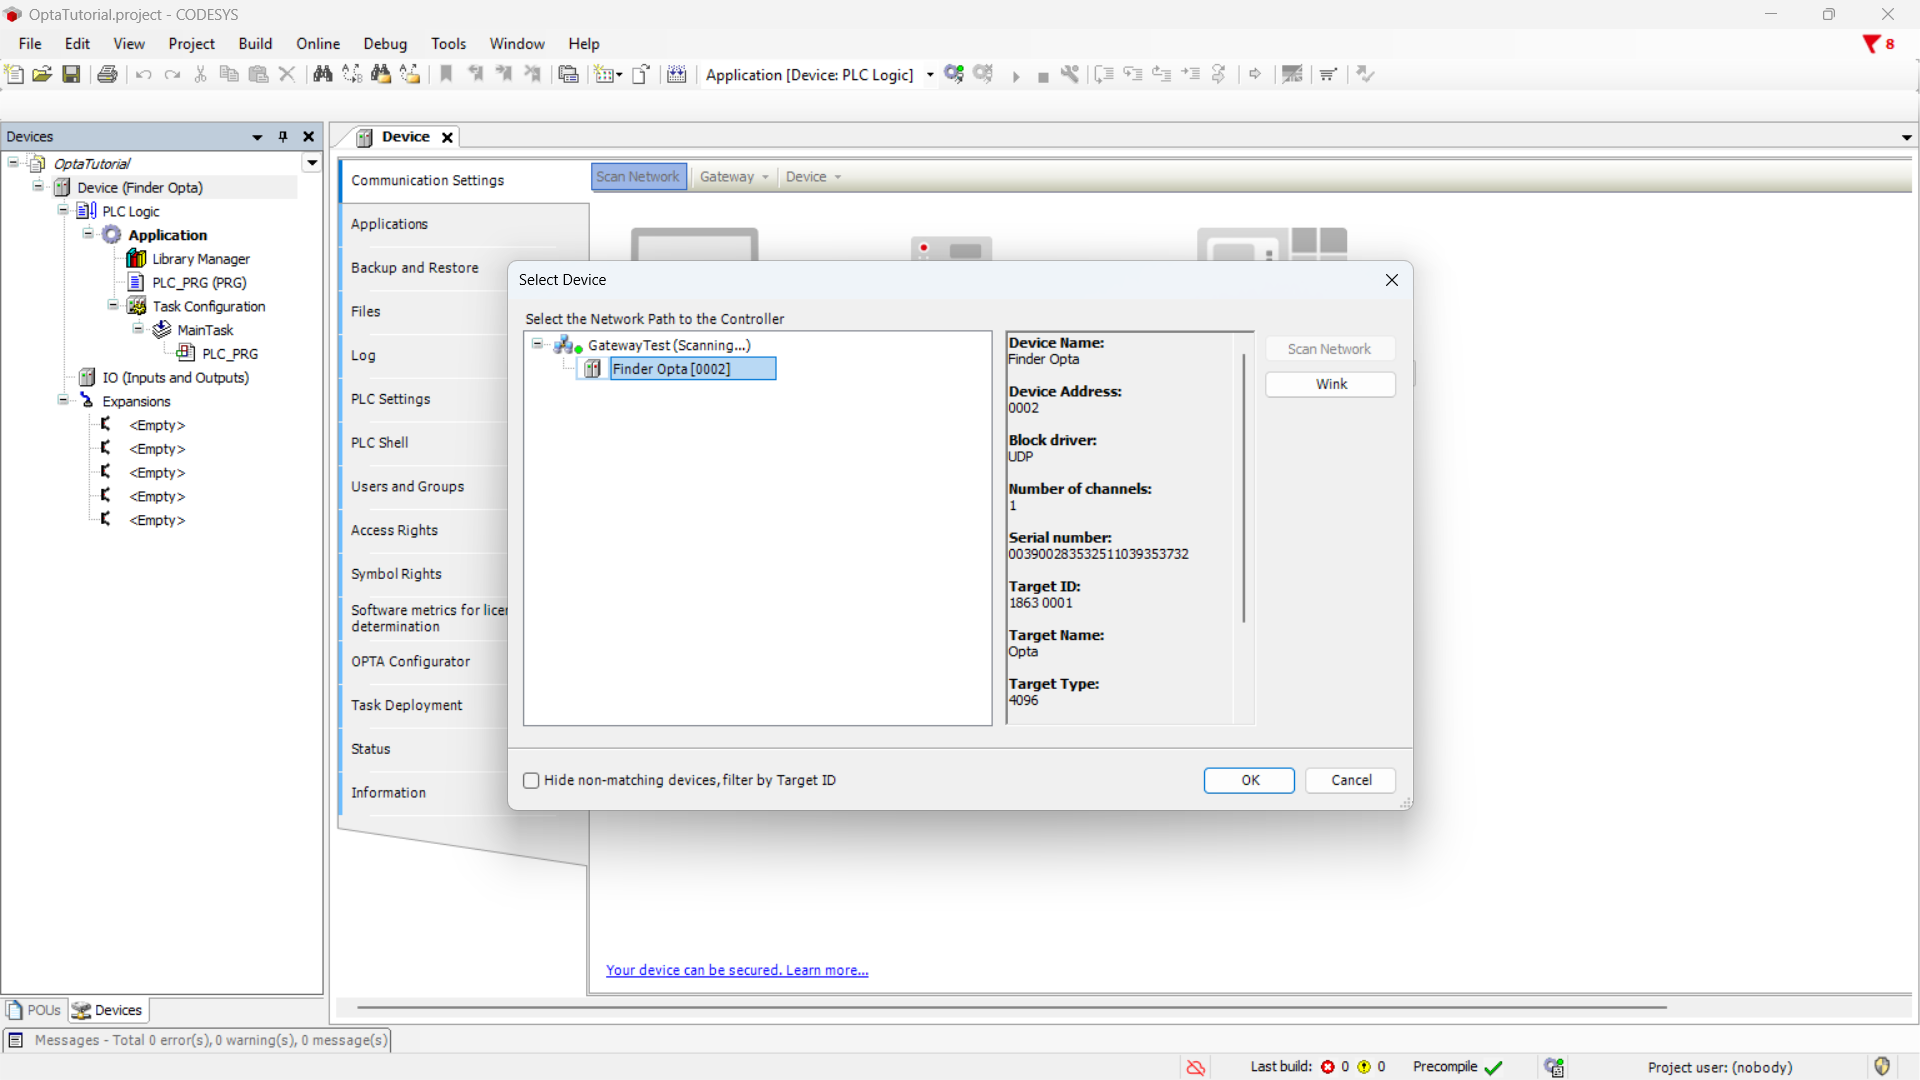 OptaTutorial.project - CODESYS
File Edit View Project Build Online Debug Tools Window Help
8
Application [Device: PLC Logic]
Devices
Device
OptaTutorial
Device (Finder Opta)
PLC Logic
Application
Library Manager
PLC_PRG (PRG)
Task Configuration
MainTask
PLC_PRG
IO (Inputs and Outputs)
Expansions
<Empty>
<Empty>
<Empty>
<Empty>
<Empty>
POUs
Devices
Communication Settings
Applications
Backup and Restore
Files
Log
PLC Settings
PLC Shell
Users and Groups
Access Rights
Symbol Rights
Software metrics for licen
determination
OPTA Configurator
Task Deployment
Status
Information
Scan Network Gateway Device
Select Device
Select the Network Path to the Controller
GatewayTest (Scanning...)
Finder Opta [0002]
Device Name:
Finder Opta
Device Address:
0002
Block driver:
UDP
Number of channels:
1
Serial number:
003900283532511039353732
Target ID:
1863 0001
Target Name:
Opta
Target Type:
4096
Scan Network
Wink
Hide non-matching devices, filter by Target ID
OK
Cancel
Your device can be secured. Learn more...
Messages - Total 0 error(s), 0 warning(s), 0 message(s)
Last build: 0 0 Precompile Project user: (nobody)